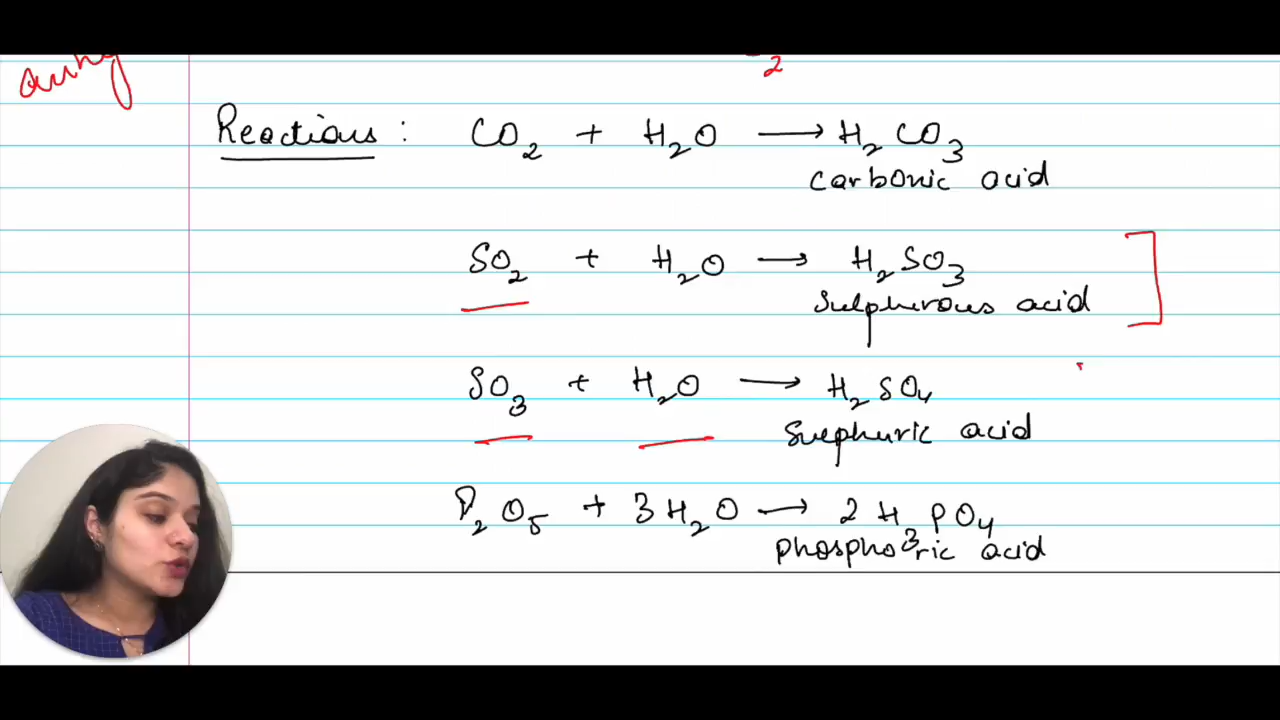 2
Reactions : CO2 + H2O → H2CO3
carbonic acid
SO2 + H2O → H2SO3
Sulphurous acid
SO3 + H2O → H2SO4
Sulphuric acid
P2O5 + 3H2O → 2H3PO4
phosphoric acid